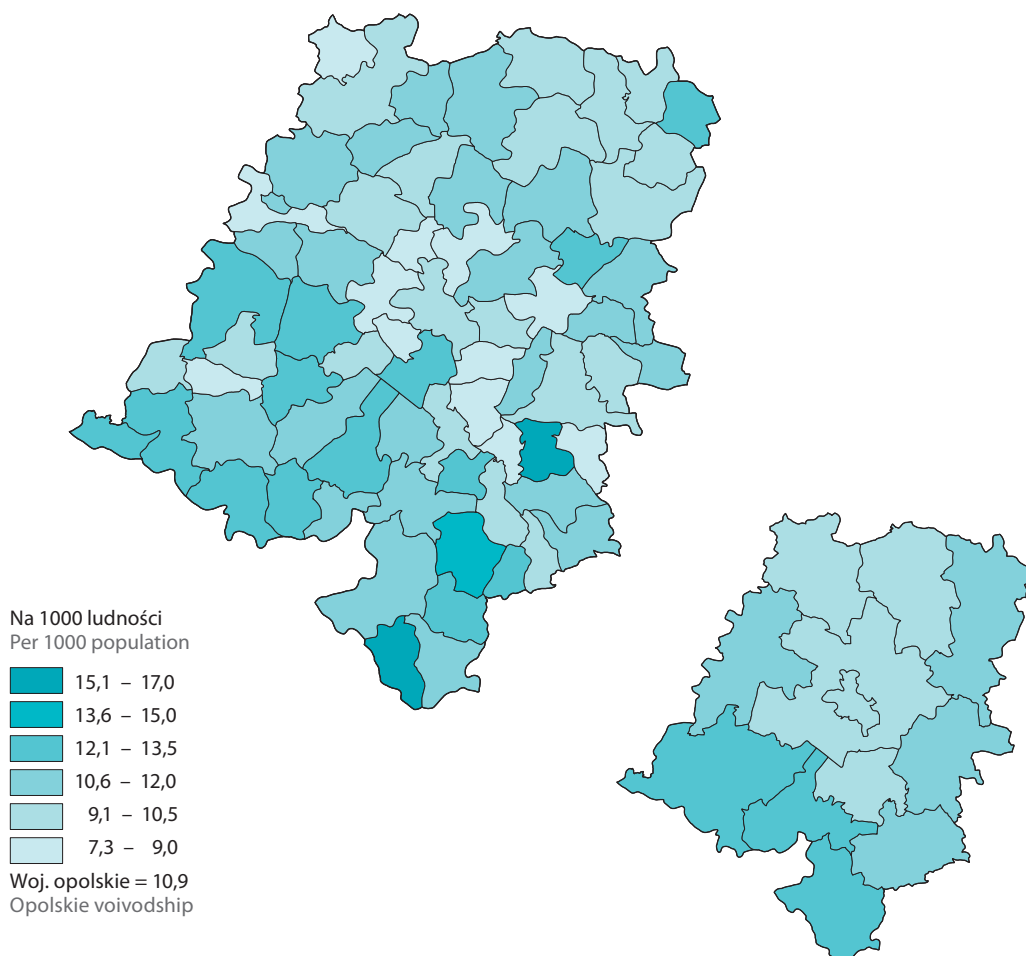 Na 1000 ludności
Per 1000 population
15,1 – 17,0
13,6 – 15,0
12,1 – 13,5
10,6 – 12,0
9,1 – 10,5
7,3 – 9,0
Woj. opolskie = 10,9
Opolskie voivodship